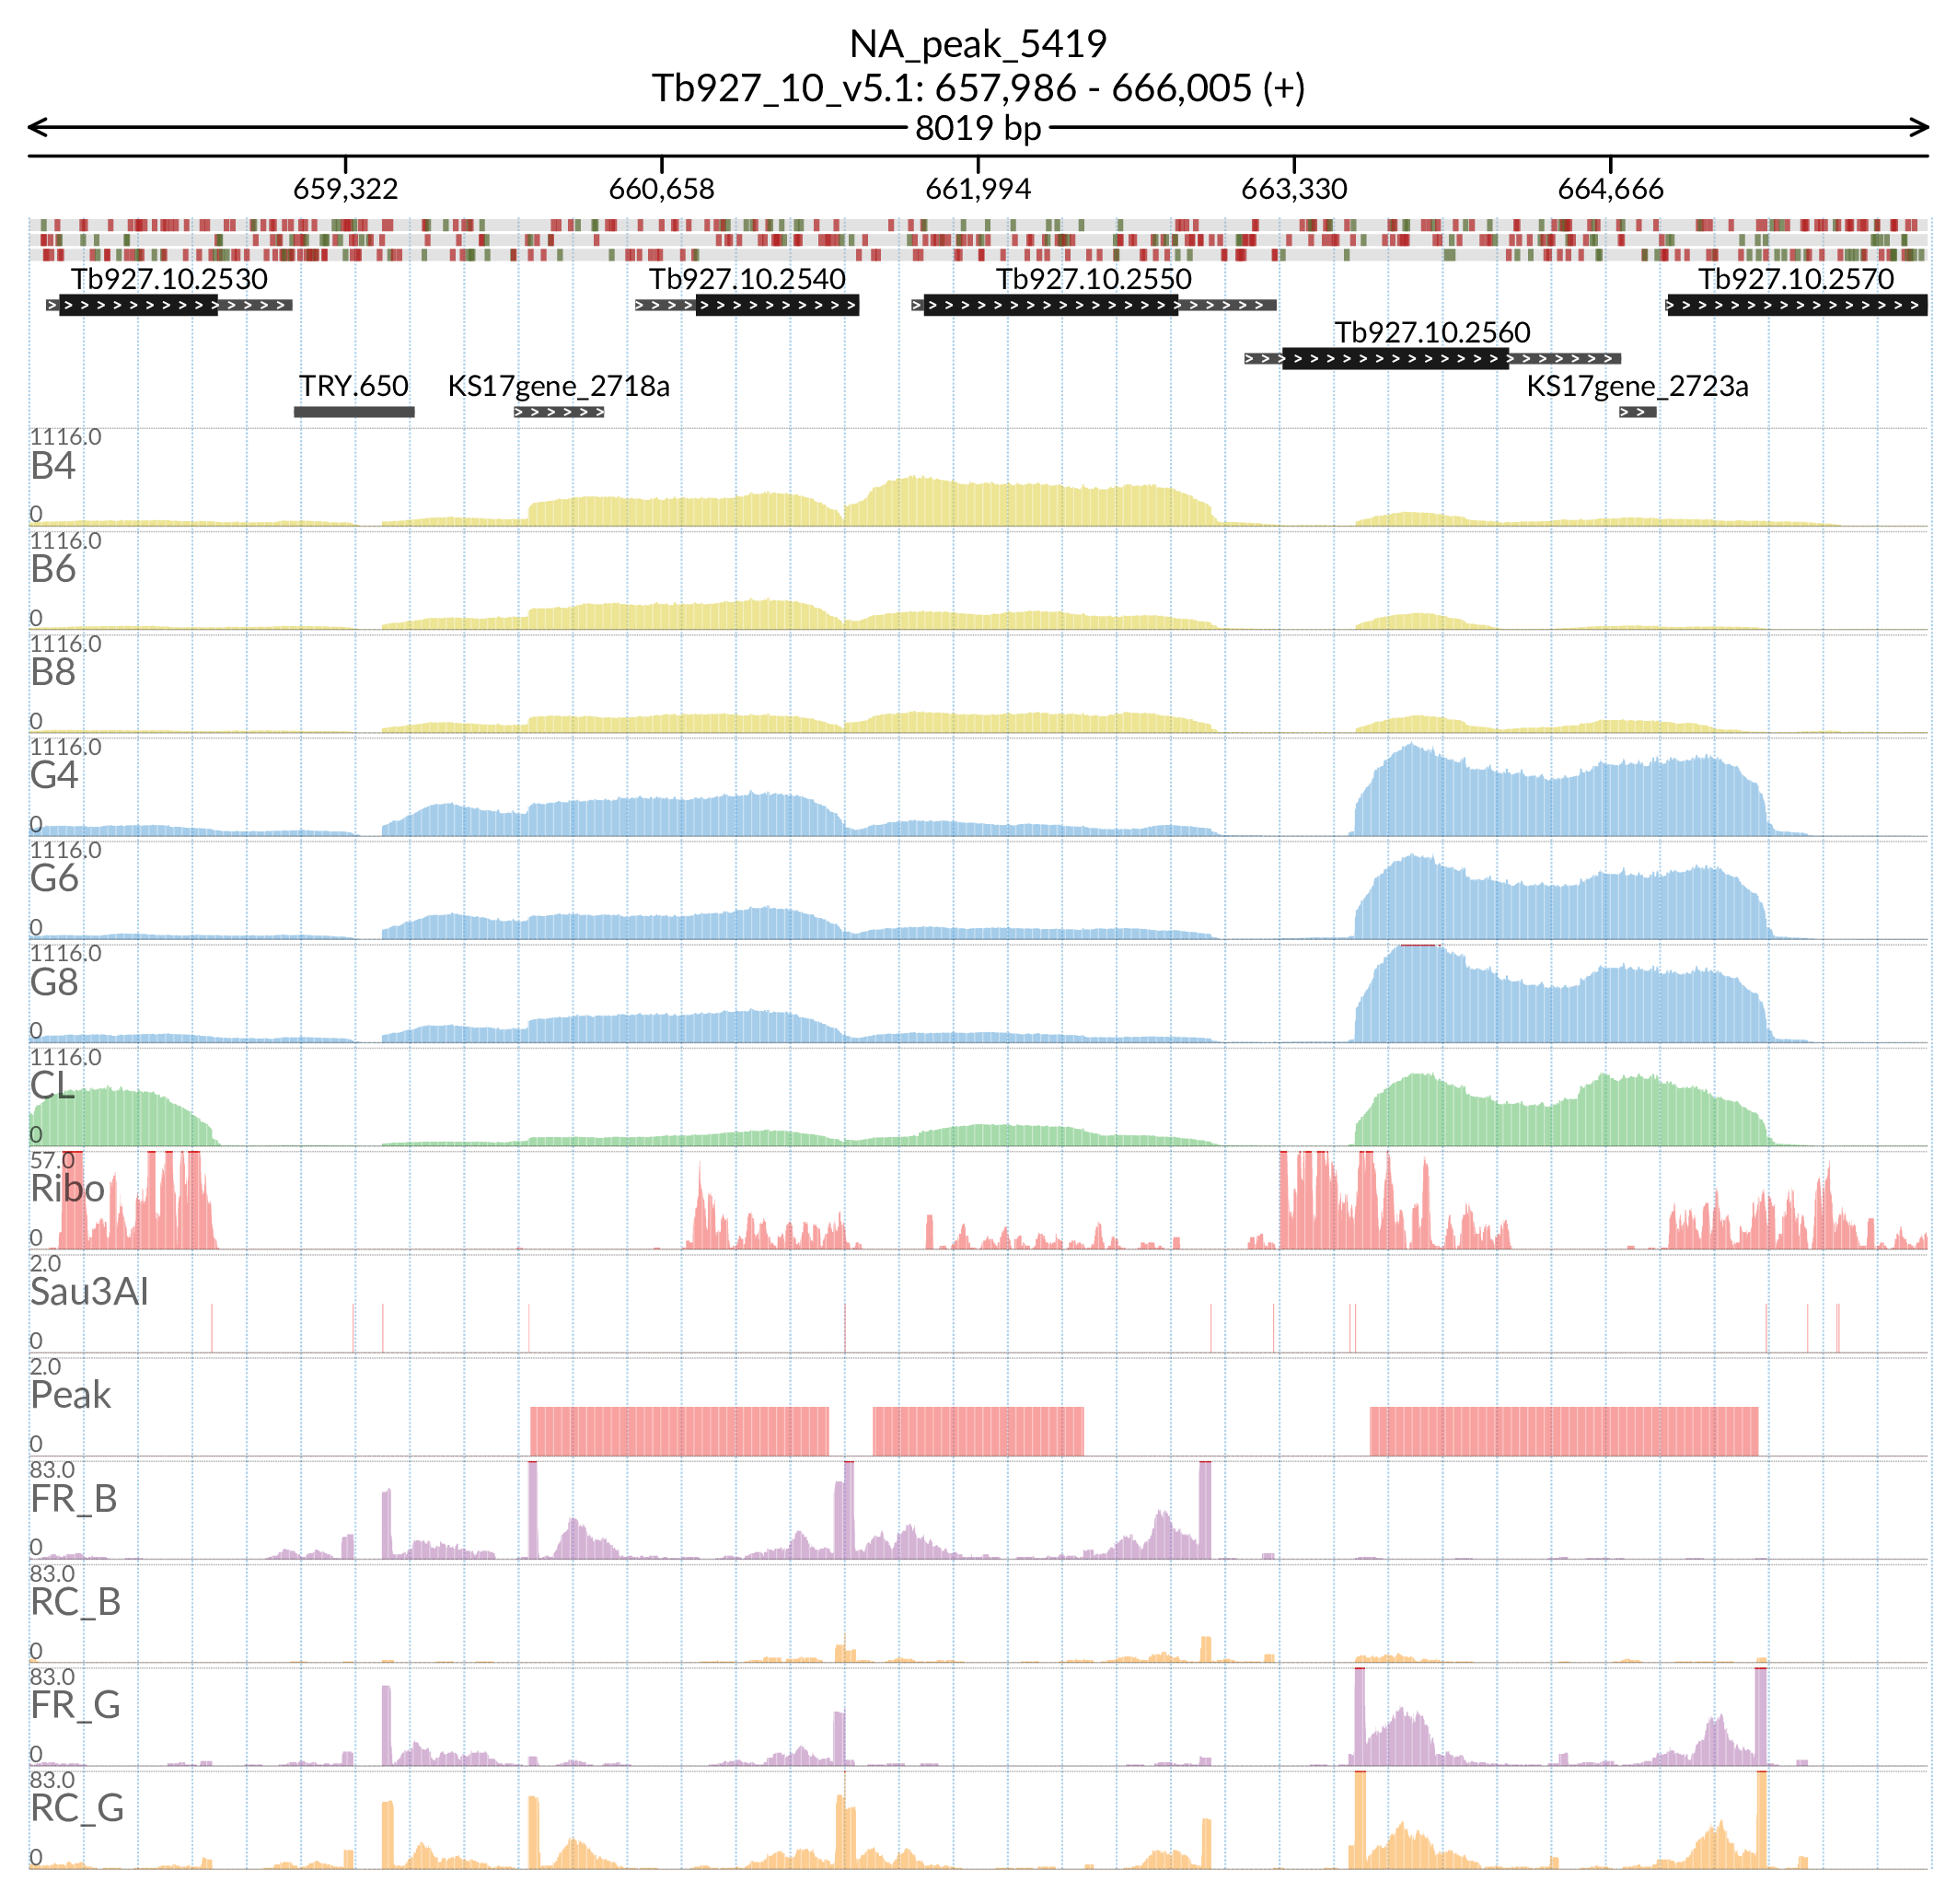 NA_peak_5419
Tb927_10_v5.1: 657,986 - 666,005 (+)
8019 bp
659,322 660,658 661,994 663,330 664,666
Tb927.10.2530 Tb927.10.2540 Tb927.10.2550 Tb927.10.2570
Tb927.10.2560
TRY.650 KS17gene_2718a KS17gene_2723a
1116.0
B4
0
1116.0
B6
0
1116.0
B8
0
1116.0
G4
0
1116.0
G6
0
1116.0
G8
0
1116.0
CL
0
57.0
Ribo
0
2.0
Sau3AI
0
2.0
Peak
0
83.0
FR_B
0
83.0
RC_B
0
83.0
FR_G
0
83.0
RC_G
0